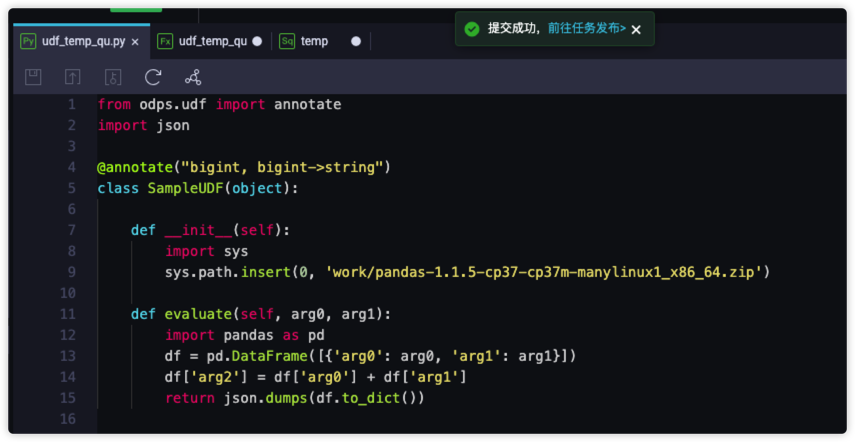 提交成功，前往任务发布> ×
Py udf_temp_qu.py × Fx udf_temp_qu Sq temp
1 from odps.udf import annotate
2 import json
3
4 @annotate("bigint, bigint->string")
5 class SampleUDF(object):
6
7 def __init__(self):
8 import sys
9 sys.path.insert(0, 'work/pandas-1.1.5-cp37-cp37m-manylinux1_x86_64.zip')
10
11 def evaluate(self, arg0, arg1):
12 import pandas as pd
13 df = pd.DataFrame([{'arg0': arg0, 'arg1': arg1}])
14 df['arg2'] = df['arg0'] + df['arg1']
15 return json.dumps(df.to_dict())
16